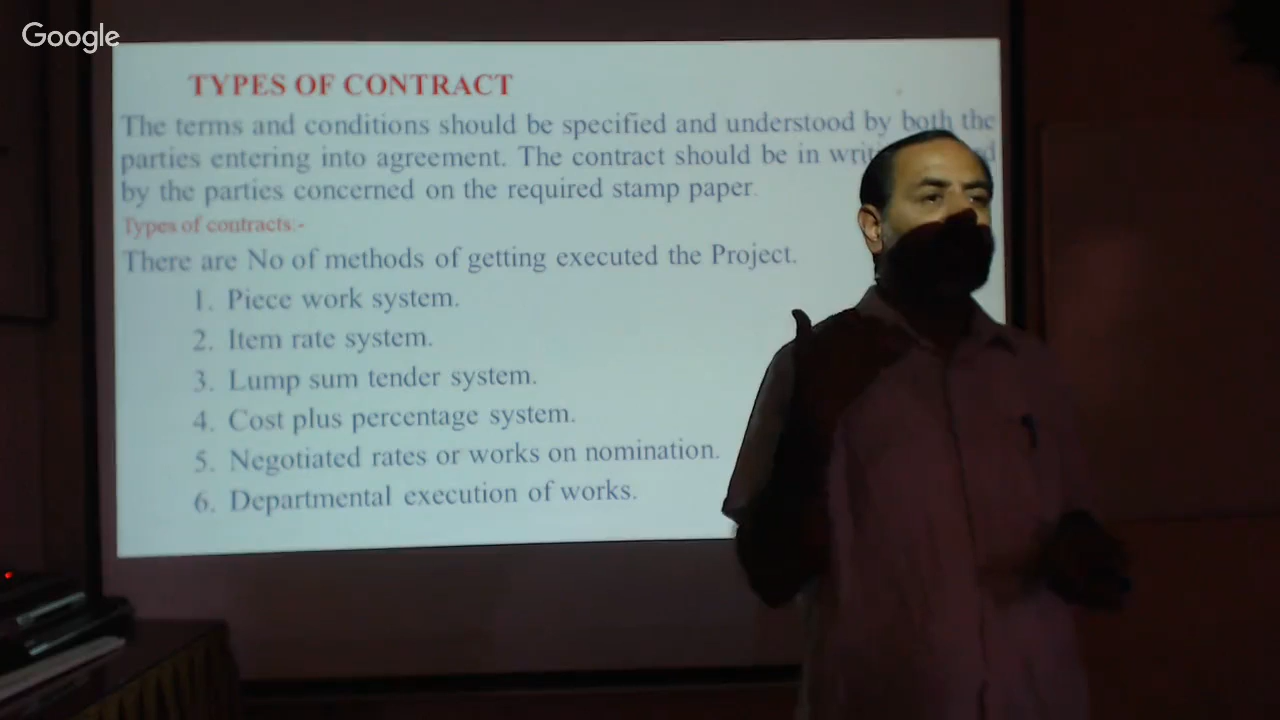 Google
TYPES OF CONTRACT
The terms and conditions should be specified and understood by both the
parties entering into agreement. The contract should be in
by the parties concerned on the required stamp paper.
Types of contracts:-
There are No of methods of getting executed the Project.
1. Piece work system.
2. Item rate system.
3. Lump sum tender system.
4. Cost plus percentage system.
5. Negotiated rates or works on nomination.
6. Departmental execution of works.